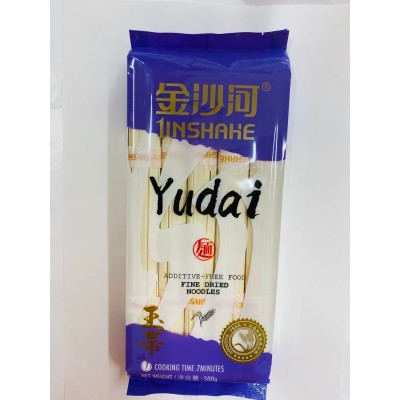 金沙河®
JINSHAHE
Yudai
麵
ADDITIVE-FREE FOOD
FINE DRIED
NOODLES
玉带
COOKING TIME 7MINUTES
NET WEIGHT/净含量: 500g